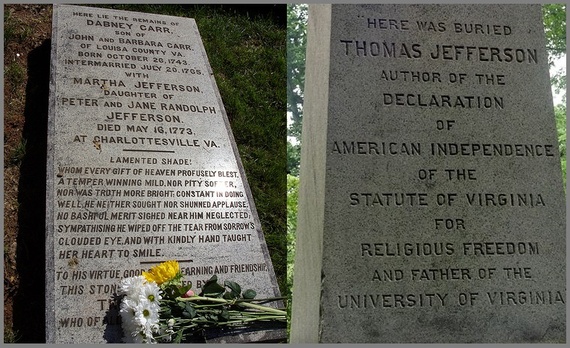 HERE LIE THE REMAINS OF
DABNEY CARR,
SON OF
JOHN AND BARBARA CARR,
OF LOUISA COUNTY VA.
BORN OCTOBER 26, 1743.
INTERMARRIED JULY 20, 1765.
WITH
MARTHA JEFFERSON,
DAUGHTER OF
PETER AND JANE RANDOLPH
JEFFERSON.
DIED MAY 16, 1773.
AT CHARLOTTESVILLE VA.
LAMENTED SHADE:
WHOM EVERY GIFT OF HEAVEN PROFUSELY BLEST.
A TEMPER WINNING MILD, NOR PITY SOFTER,
NOR WAS TRUTH MORE BRIGHT. CONSTANT IN DOING
WELL, HE NEITHER SOUGHT NOR SHUNNED APPLAUSE.
NO BASHFUL MERIT SIGHED NEAR HIM NEGLECTED,
SYMPATHISING HE WIPED OFF THE TEAR FROM SORROW'S
CLOUDED EYE, AND WITH KINDLY HAND TAUGHT
HER HEART TO SMILE.
TO HIS VIRTUE, GOOD LEARNING AND FRIENDSHIP,
THIS
WHO OF
HERE WAS BURIED
THOMAS JEFFERSON
AUTHOR OF THE
DECLARATION
OF
AMERICAN INDEPENDENCE
OF THE
STATUTE OF VIRGINIA
FOR
RELIGIOUS FREEDOM
AND FATHER OF THE
UNIVERSITY OF VIRGINIA